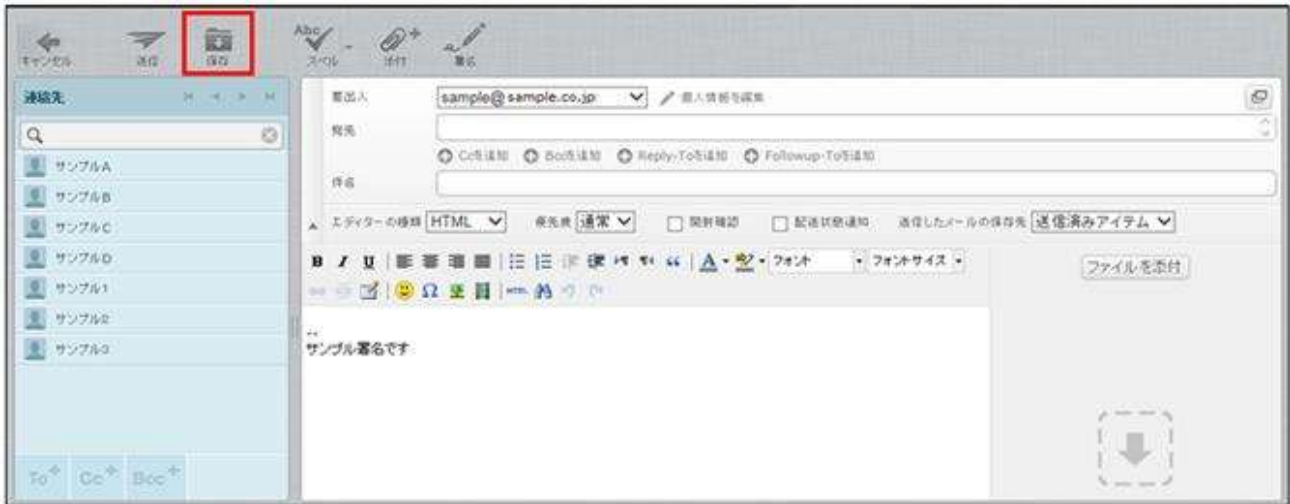 Abc
キャンセル 送信 保存 スペル 添付 署名
連絡先
サンプルA
サンプルB
サンプルC
サンプルD
サンプル1
サンプル2
サンプル3
To+ Cc+ Bcc+
差出人 sample@sample.co.jp 個人情報を編集
宛先
Ccを追加 Bccを追加 Reply-Toを追加 Followup-Toを追加
件名
エディターの種類 HTML 優先度 通常 開封確認 配送状態通知 送信したメールの保存先 送信済みアイテム
B I U A フォント フォントサイズ
Ω HTML
ファイルを添付
--
サンプル署名です